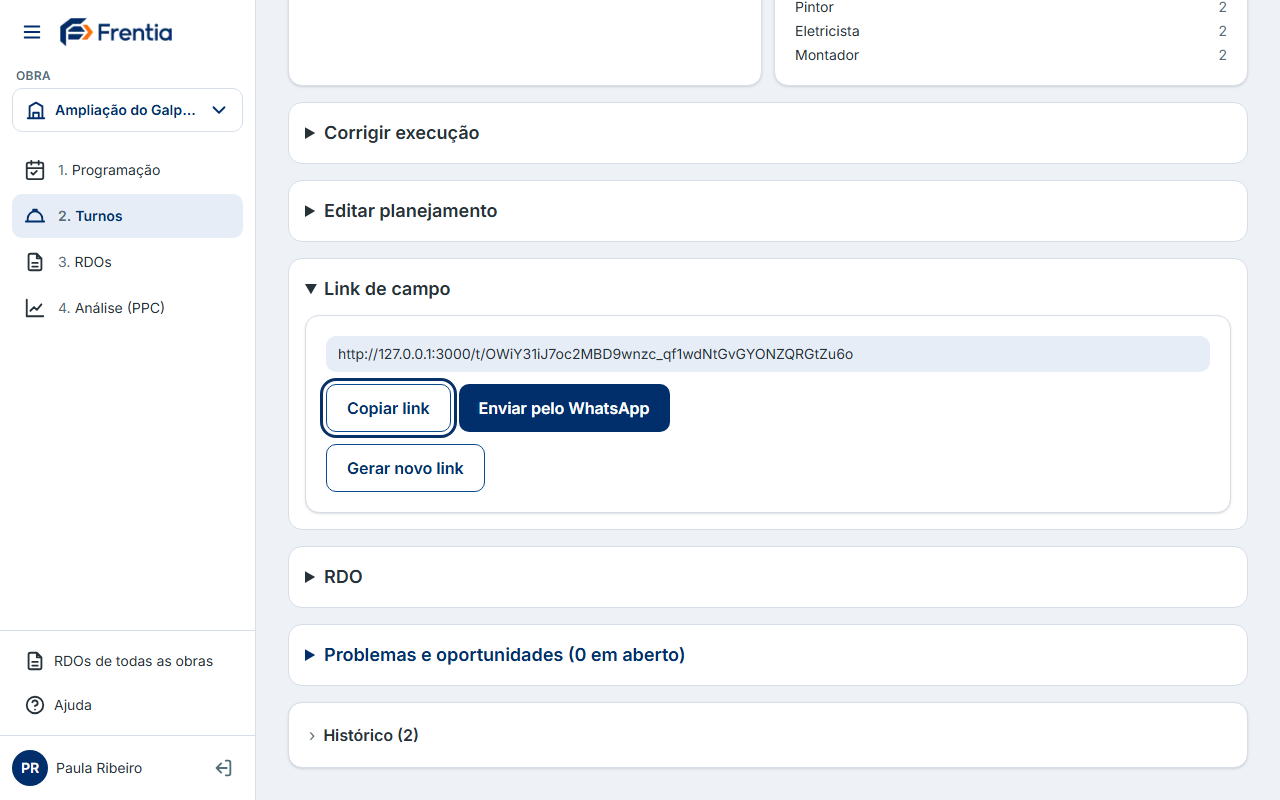 Frentia
OBRA
Ampliação do Galp...
1. Programação
2. Turnos
3. RDOs
4. Análise (PPC)
RDOs de todas as obras
Ajuda
PR Paula Ribeiro
Pintor 2
Eletricista 2
Montador 2
Corrigir execução
Editar planejamento
Link de campo
http://127.0.0.1:3000/t/OWiY31iJ7oc2MBD9wnzc_qf1wdNtGvGYONZQRGtZu6o
Copiar link Enviar pelo WhatsApp
Gerar novo link
RDO
Problemas e oportunidades (0 em aberto)
Histórico (2)